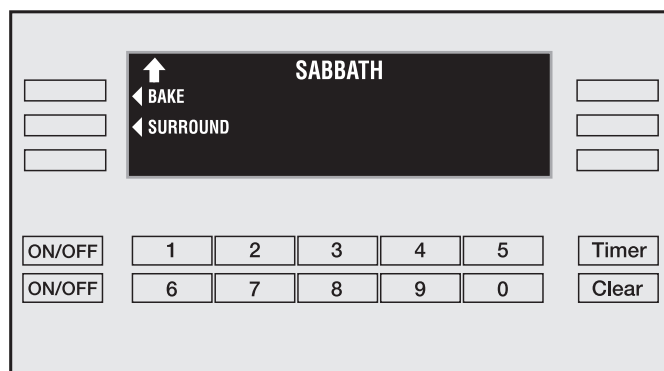 SABBATH
BAKE
SURROUND
ON/OFF 1 2 3 4 5 Timer
ON/OFF 6 7 8 9 0 Clear